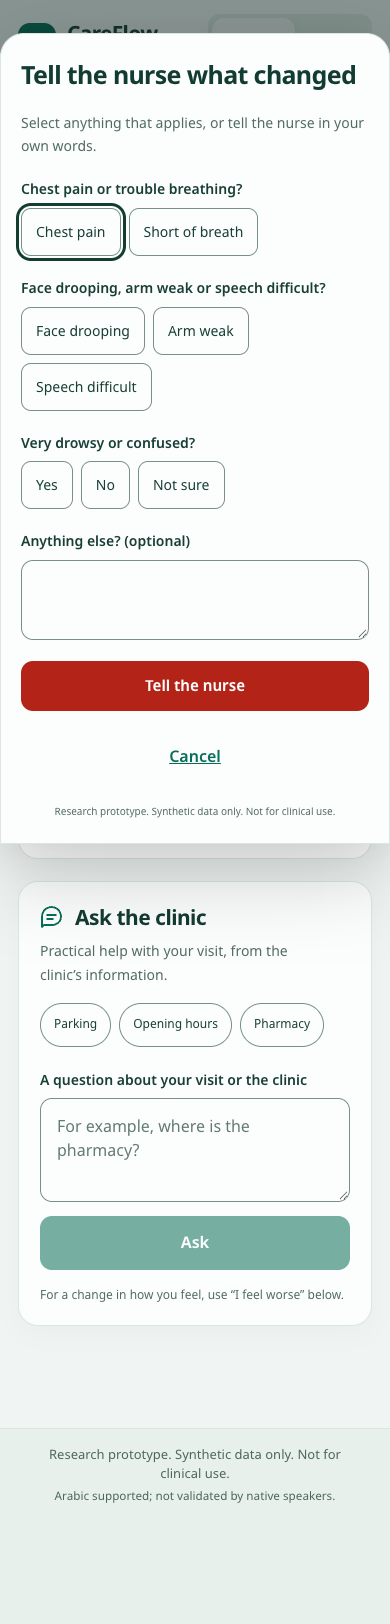 CareFlow
Tell the nurse what changed
Select anything that applies, or tell the nurse in your
own words.
Chest pain or trouble breathing?
Chest pain
Short of breath
Face drooping, arm weak or speech difficult?
Face drooping
Arm weak
Speech difficult
Very drowsy or confused?
Yes
No
Not sure
Anything else? (optional)
Tell the nurse
Cancel
Research prototype. Synthetic data only. Not for clinical use.
Ask the clinic
Practical help with your visit, from the
clinic’s information.
Parking
Opening hours
Pharmacy
A question about your visit or the clinic
For example, where is the
pharmacy?
Ask
For a change in how you feel, use “I feel worse” below.
Research prototype. Synthetic data only. Not for
clinical use.
Arabic supported; not validated by native speakers.